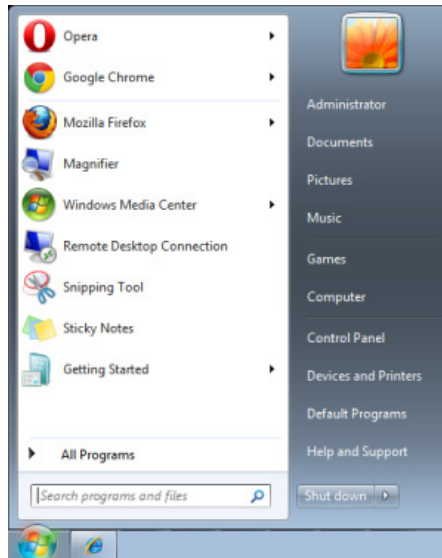 Opera
Google Chrome
Mozilla Firefox
Magnifier
Windows Media Center
Remote Desktop Connection
Snipping Tool
Sticky Notes
Getting Started
All Programs
Search programs and files
Administrator
Documents
Pictures
Music
Games
Computer
Control Panel
Devices and Printers
Default Programs
Help and Support
Shut down